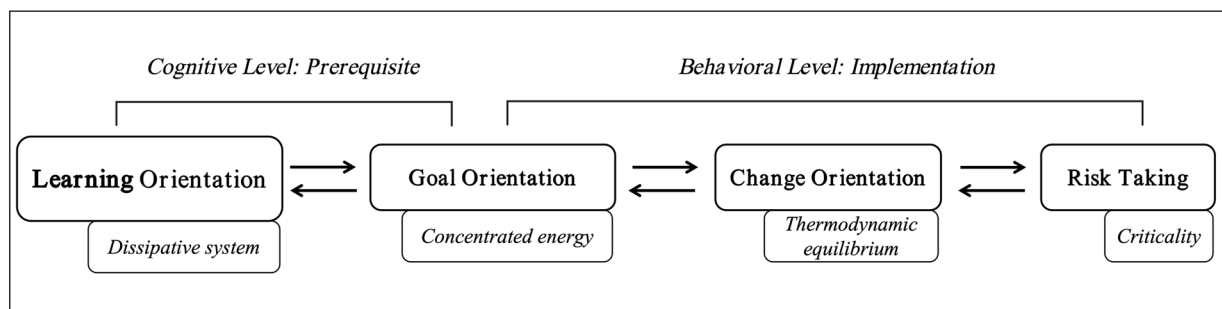 Cognitive Level: Prerequisite
Behavioral Level: Implementation
Learning Orientation
Goal Orientation
Change Orientation
Risk Taking
Dissipative system
Concentrated energy
Thermodynamic
equilibrium
Criticality